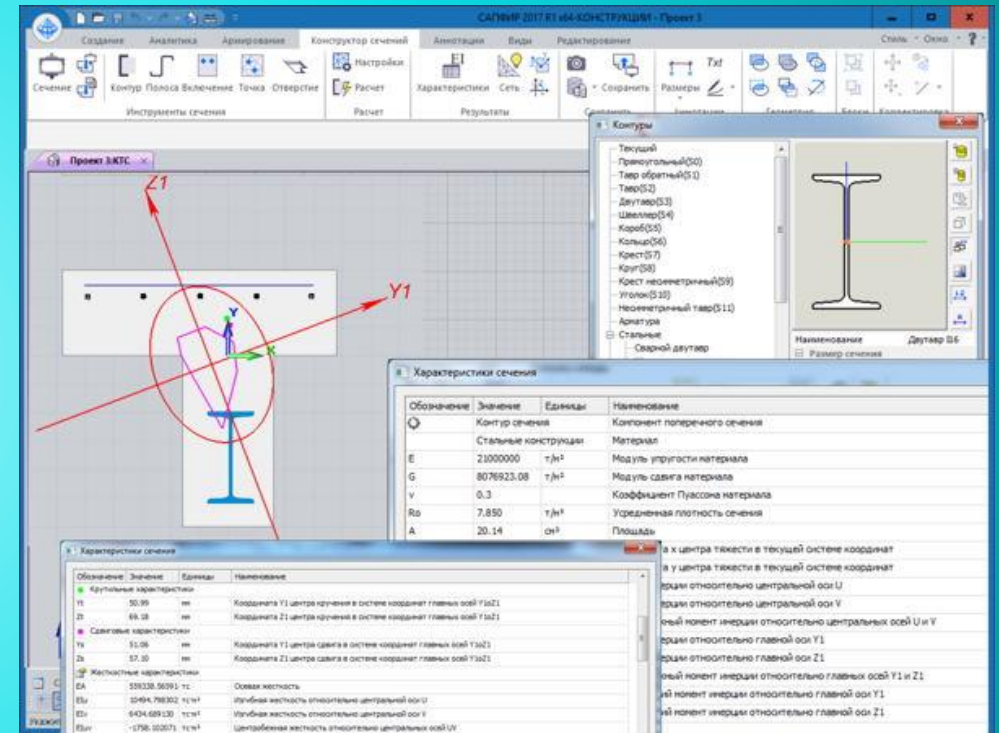 САПФИР 2017 R1 x64-КОНСТРУКЦИИ - Проект 3
Создание Аналитика Армирование Конструктор сечений Аннотации Виды Редактирование Стиль Окно ?
Сечение Контур Полоса Включение Точка Отверстие Настройки Расчет Характеристики Сеть Сохранить Txt Размеры
Инструменты сечения Расчет Результаты
Проект 3:КТС
Z1
Y1
Y
X
Контуры
Текущий
Прямоугольный(S0)
Тавр обратный(S1)
Тавр(S2)
Двутавр(S3)
Швеллер(S4)
Короб(S5)
Кольцо(S6)
Крест(S7)
Круг(S8)
Крест несимметричный(S9)
Уголок(S10)
Несимметричный тавр(S11)
Арматура
Стальные
Сварной двутавр
Наименование Двутавр
Размер сечения
Характеристики сечения
Обозначение Значение Единицы Наименование
Контур сечения Компонент поперечного сечения
Стальные конструкции Материал
E 21000000 т/м² Модуль упругости материала
G 8076923.08 т/м² Модуль сдвига материала
ν 0.3 Коэффициент Пуассона материала
Ro 7.850 т/м³ Усредненная плотность сечения
A 20.14 см² Площадь
а x центра тяжести в текущей системе координат
а y центра тяжести в текущей системе координат
ерции относительно центральной оси U
ерции относительно центральной оси V
ный момент инерции относительно центральных осей U и V
ерции относительно главной оси Y1
ерции относительно главной оси Z1
ный момент инерции относительно главных осей Y1 и Z1
ый момент инерции относительно главной оси Y1
ый момент инерции относительно главной оси Z1
Характеристики сечения
Обозначение Значение Единицы Наименование
Крутильные характеристики
Yt 50.99 мм Координата Y1 центра кручения в системе координат главных осей Y1oZ1
Zt 69.18 мм Координата Z1 центра кручения в системе координат главных осей Y1oZ1
Сдвиговые характеристики
Ys 51.06 мм Координата Y1 центра сдвига в системе координат главных осей Y1oZ1
Zs 57.10 мм Координата Z1 центра сдвига в системе координат главных осей Y1oZ1
Жесткостные характеристики
EA 559338.56591 тс Осевая жесткость
EIu 10494.798302 тс*м² Изгибная жесткость относительно центральной оси U
EIv 6434.689130 тс*м² Изгибная жесткость относительно центральной оси V
EIuv -1758.102071 тс*м² Центробежная жесткость относительно центральных осей UV